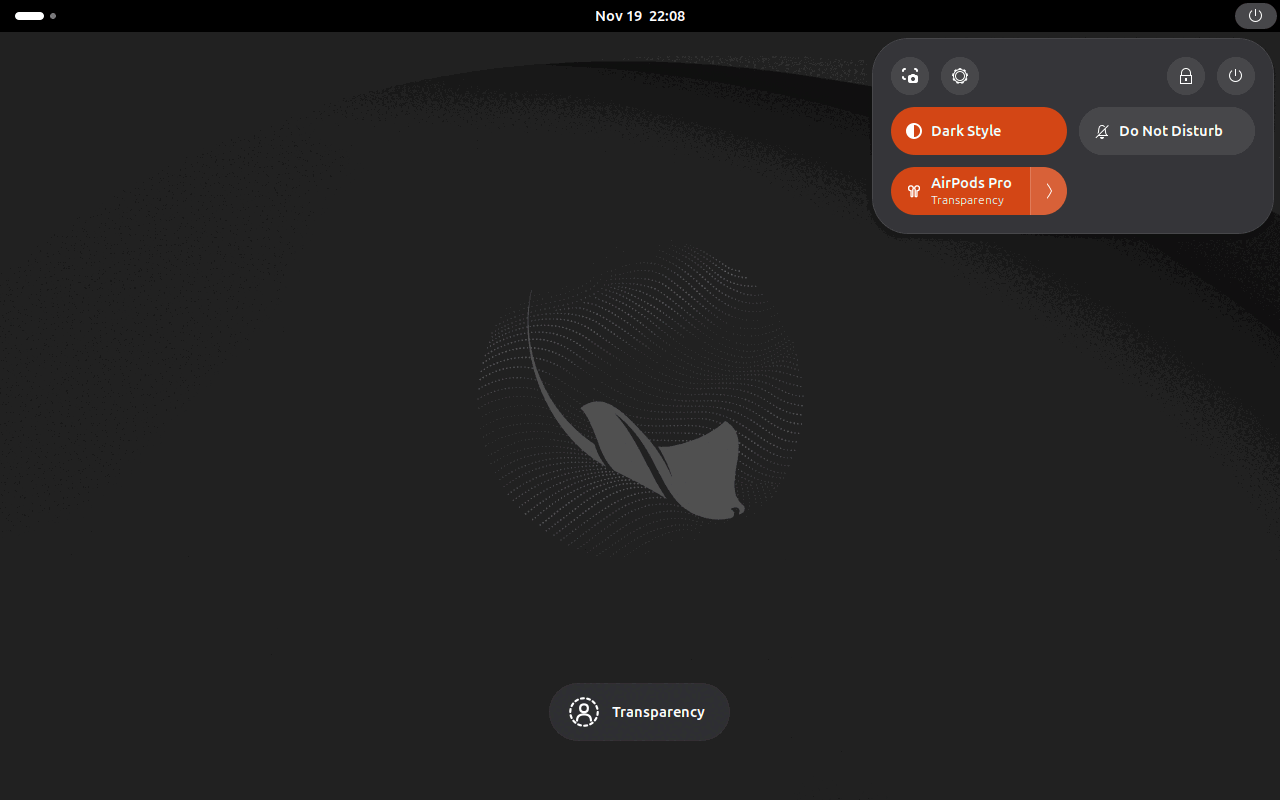 Nov 19 22:08
Dark Style
Do Not Disturb
AirPods Pro
Transparency
Transparency